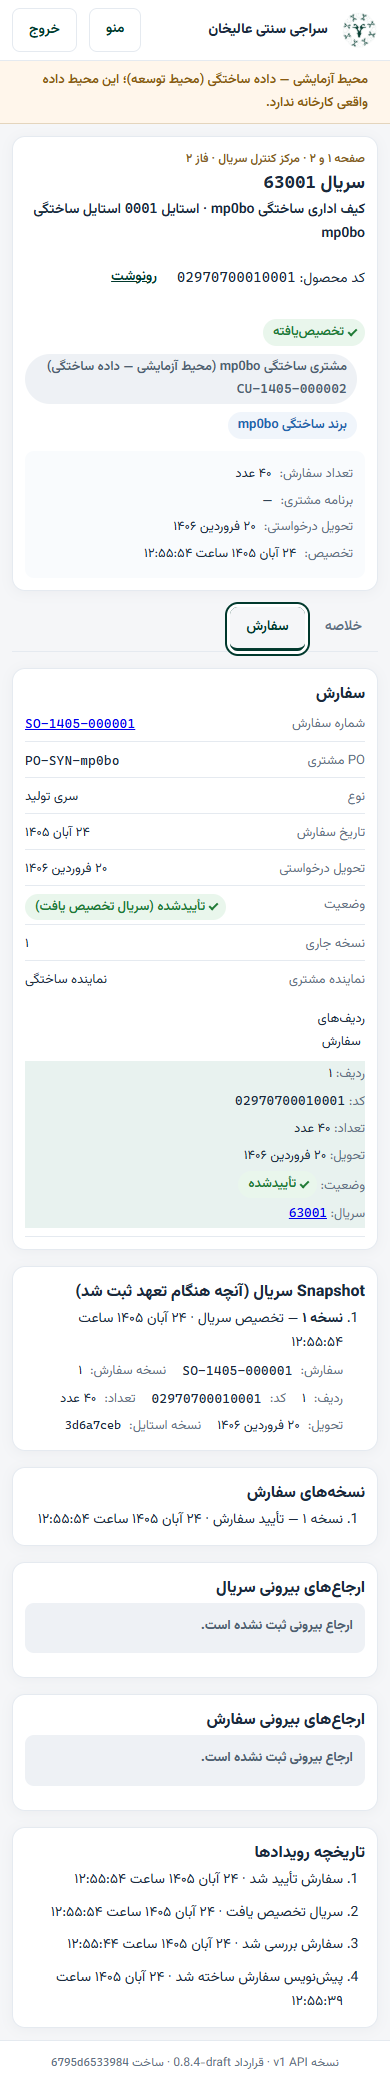 سراجی سنتی عالیخان
منو
خروج
محیط آزمایشی — داده ساختگی (محیط توسعه)؛ این محیط داده
واقعی کارخانه ندارد.
صفحه ۱ و ۲ · مرکز کنترل سریال · فاز ۲
سریال 63001
کیف اداری ساختگی mp0bo · استایل 0001 استایل ساختگی
mp0bo
کد محصول: 02970700010001 رونوشت
✓ تخصیص‌یافته
مشتری ساختگی mp0bo (محیط آزمایشی — داده ساختگی)
CU-1405-000002
برند ساختگی mp0bo
تعداد سفارش: ۴۰ عدد
برنامه مشتری: —
تحویل درخواستی: ۲۰ فروردین ۱۴۰۶
تخصیص: ۲۴ آبان ۱۴۰۵ ساعت ۱۲:۵۵:۵۴
خلاصه
سفارش
سفارش
شماره سفارش SO-1405-000001
PO مشتری PO-SYN-mp0bo
نوع سری تولید
تاریخ سفارش ۲۴ آبان ۱۴۰۵
تحویل درخواستی ۲۰ فروردین ۱۴۰۶
وضعیت ✓ تأییدشده (سریال تخصیص یافت)
نسخه جاری ۱
نماینده مشتری نماینده ساختگی
ردیف‌های
سفارش
ردیف: ۱
کد: 02970700010001
تعداد: ۴۰ عدد
تحویل: ۲۰ فروردین ۱۴۰۶
وضعیت: ✓ تأییدشده
سریال: 63001
Snapshot سریال (آنچه هنگام تعهد ثبت شد)
1. نسخه ۱ — تخصیص سریال · ۲۴ آبان ۱۴۰۵ ساعت
۱۲:۵۵:۵۴
سفارش: SO-1405-000001 نسخه سفارش: ۱
ردیف: ۱ کد: 02970700010001 تعداد: ۴۰ عدد
تحویل: ۲۰ فروردین ۱۴۰۶ نسخه استایل: 3d6a7ceb
نسخه‌های سفارش
1. نسخه ۱ — تأیید سفارش · ۲۴ آبان ۱۴۰۵ ساعت ۱۲:۵۵:۵۴
ارجاع‌های بیرونی سریال
ارجاع بیرونی ثبت نشده است.
ارجاع‌های بیرونی سفارش
ارجاع بیرونی ثبت نشده است.
تاریخچه رویدادها
1. سفارش تأیید شد · ۲۴ آبان ۱۴۰۵ ساعت ۱۲:۵۵:۵۴
2. سریال تخصیص یافت · ۲۴ آبان ۱۴۰۵ ساعت ۱۲:۵۵:۵۴
3. سفارش بررسی شد · ۲۴ آبان ۱۴۰۵ ساعت ۱۲:۵۵:۴۴
4. پیش‌نویس سفارش ساخته شد · ۲۴ آبان ۱۴۰۵ ساعت
۱۲:۵۵:۳۹
نسخه v1 API · قرارداد 0.8.4-draft · ساخت 6795d6533984